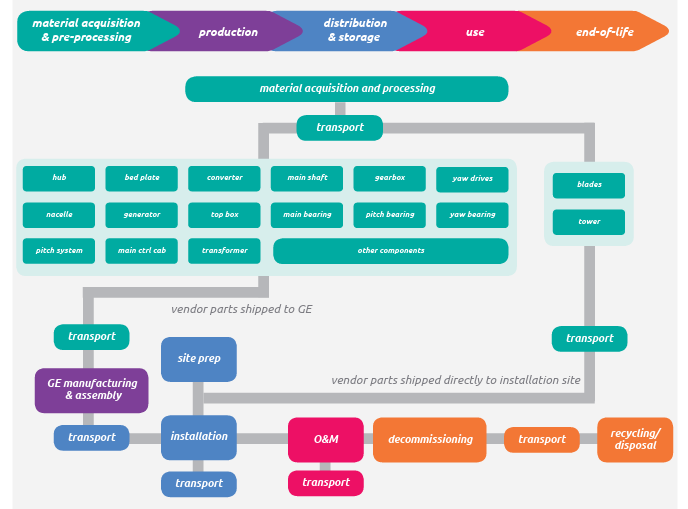 material acquisition
& pre-processing
production
distribution
& storage
use
end-of-life
material acquisition and processing
transport
hub
bed plate
converter
main shaft
gearbox
yaw drives
blades
nacelle
generator
top box
main bearing
pitch bearing
yaw bearing
tower
pitch system
main ctrl cab
transformer
other components
vendor parts shipped to GE
transport
transport
site prep
vendor parts shipped directly to installation site
GE manufacturing
& assembly
transport
installation
O&M
decommissioning
transport
recycling/
disposal
transport
transport